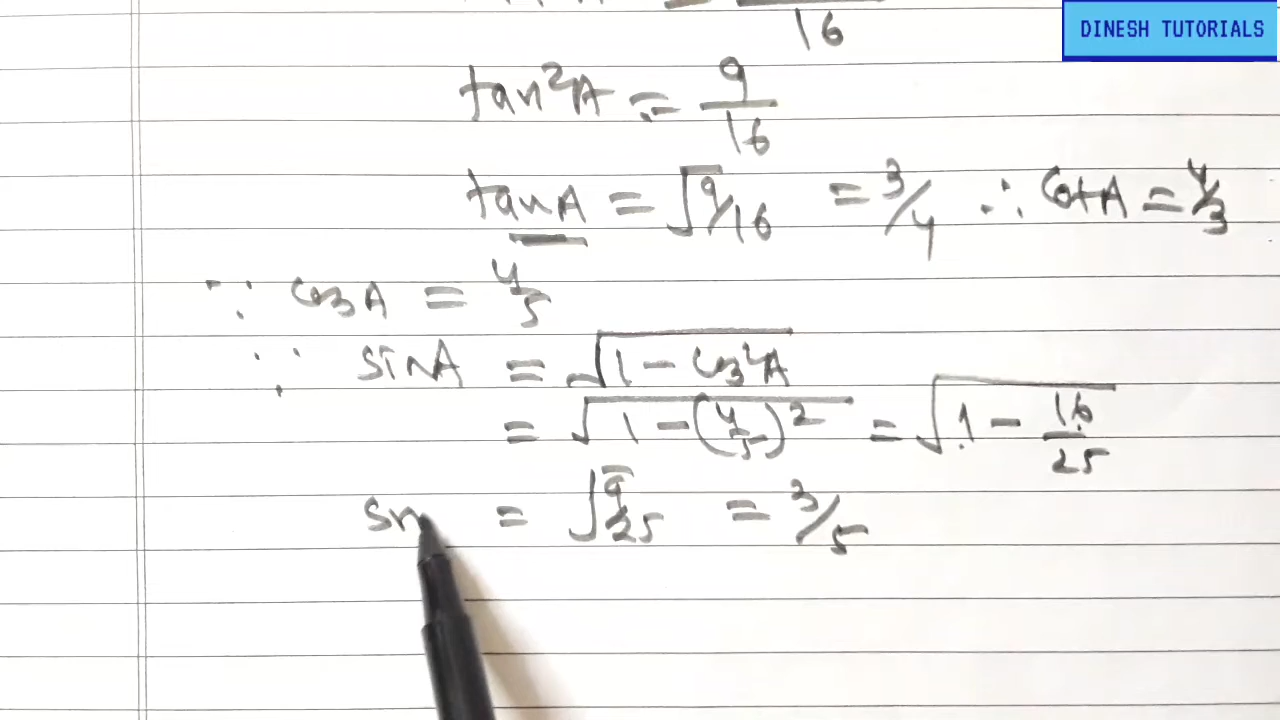 DINESH TUTORIALS
16
tan²A = 9/16
tanA = √9/16 = 3/4 ∴ CotA = 4/3
∵ cosA = 4/5
∵ sinA = √1 - cos²A
= √1 - (4/5)² = √1 - 16/25
sin = √9/25 = 3/5